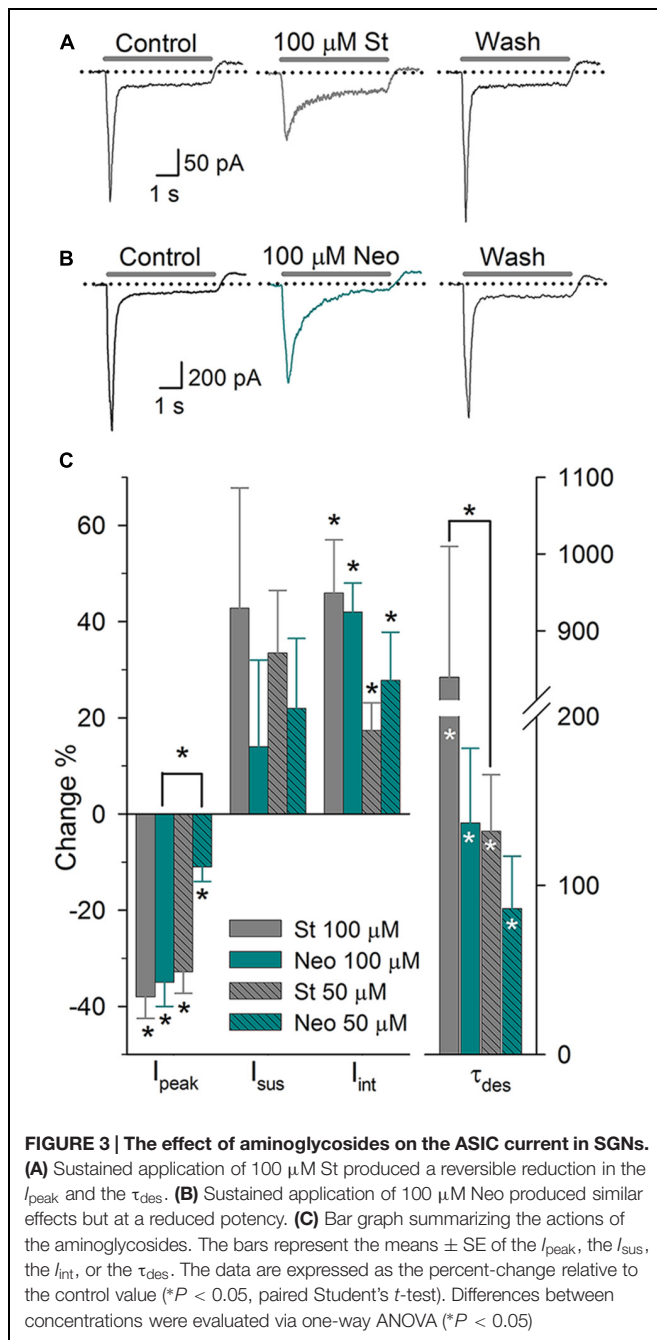 A
Control 100 μM St Wash
50 pA
1 s
B
Control 100 μM Neo Wash
200 pA
1 s
C
60
40
20
0
-20
-40
Change %
1100
1000
900
200
100
0
* * * * * * * * * * * * * *
St 100 μM
Neo 100 μM
St 50 μM
Neo 50 μM
Ipeak Isus Iint τdes
FIGURE 3 | The effect of aminoglycosides on the ASIC current in SGNs.
(A) Sustained application of 100 μM St produced a reversible reduction in the
Ipeak and the τdes. (B) Sustained application of 100 μM Neo produced similar
effects but at a reduced potency. (C) Bar graph summarizing the actions of
the aminoglycosides. The bars represent the means ± SE of the Ipeak, the Isus,
the Iint, or the τdes. The data are expressed as the percent-change relative to
the control value (*P < 0.05, paired Student's t-test). Differences between
concentrations were evaluated via one-way ANOVA (*P < 0.05)